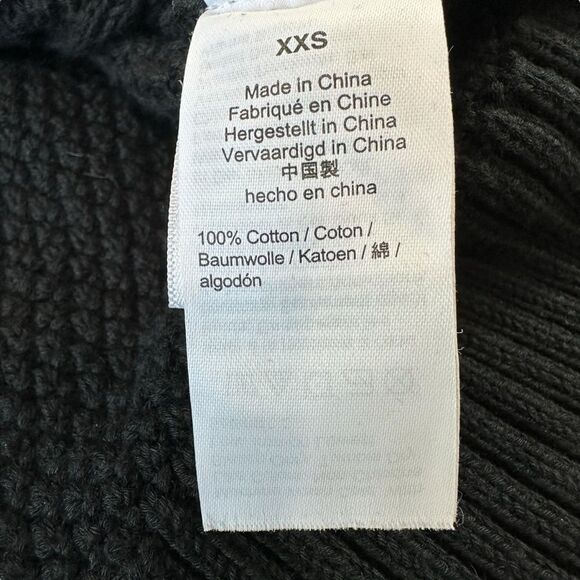 XXS
Made in China
Fabriqué en Chine
Hergestellt in China
Vervaardigd in China
中国製
hecho en china
100% Cotton / Coton /
Baumwolle / Katoen / 綿 /
algodón